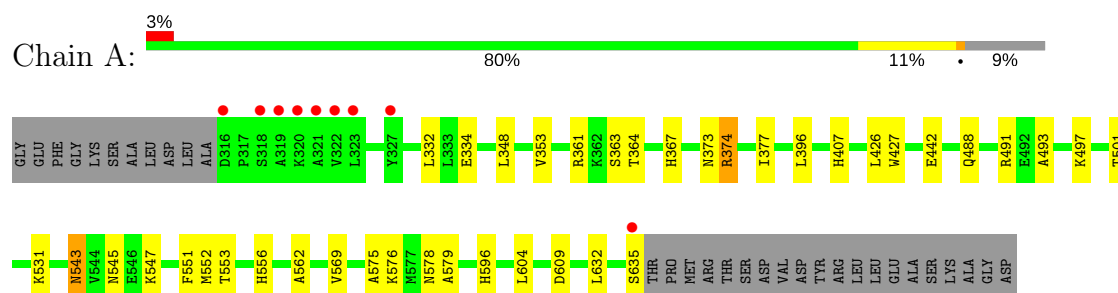 3%
Chain A:
80% 11% • 9%
GLY GLU PHE GLY LYS SER ALA LEU ASP LEU ALA D316 P317 S318 A319 K320 A321 V322 L323 Y327 L332 L333 E334 L348 V353 R361 K362 S363 T364 H367 N373 R374 I377 L396 H407 L426 W427 E442 Q488 R491 E492 A493 K497 T501
K531 N543 V544 N545 E546 K547 F551 M552 T553 H556 A562 V569 A575 K576 M577 N578 A579 H596 L604 D609 L632 S635 THR PRO MET ARG THR SER ASP VAL ASP TYR ARG LEU LEU GLU ALA SER LYS ALA GLY ASP